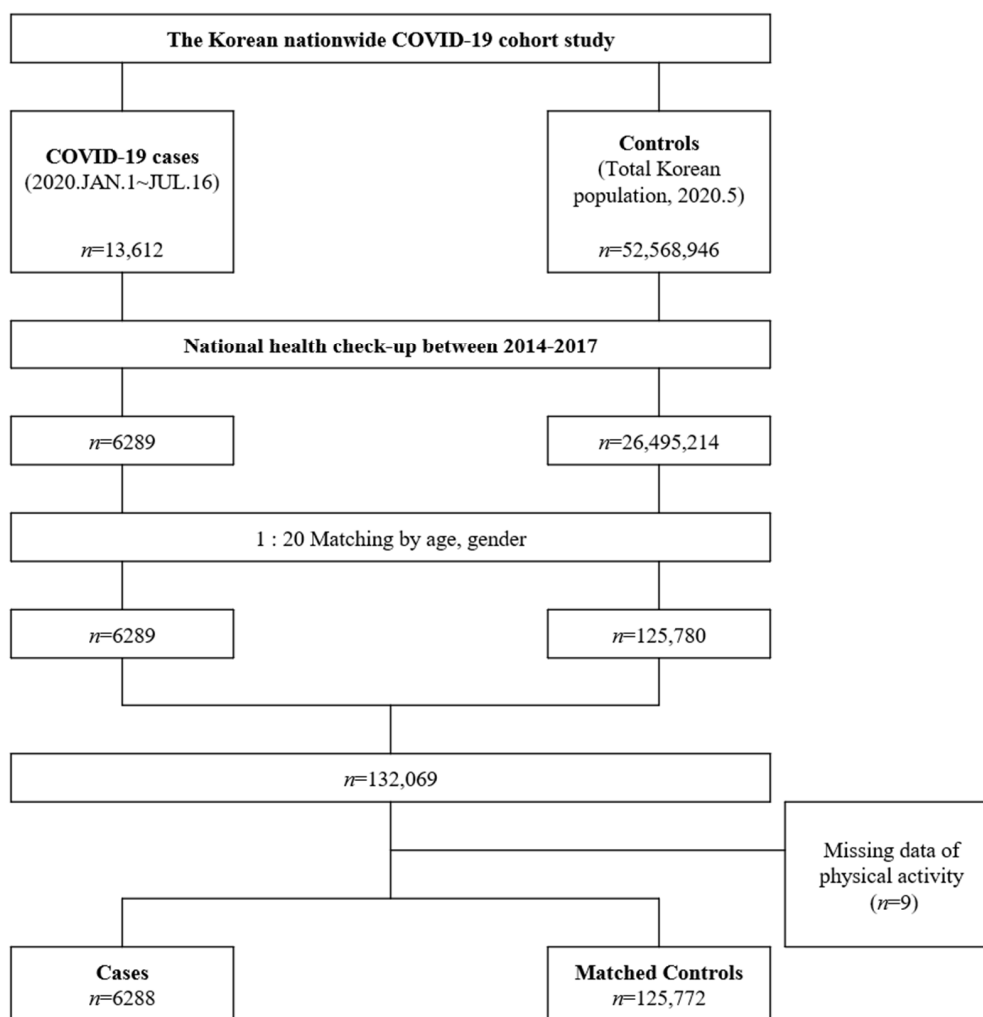 The Korean nationwide COVID-19 cohort study
COVID-19 cases
(2020.JAN.1~JUL.16)
n=13,612
Controls
(Total Korean
population, 2020.5)
n=52,568,946
National health check-up between 2014-2017
n=6289
n=26,495,214
1 : 20 Matching by age, gender
n=6289
n=125,780
n=132,069
Missing data of
physical activity
(n=9)
Cases
n=6288
Matched Controls
n=125,772